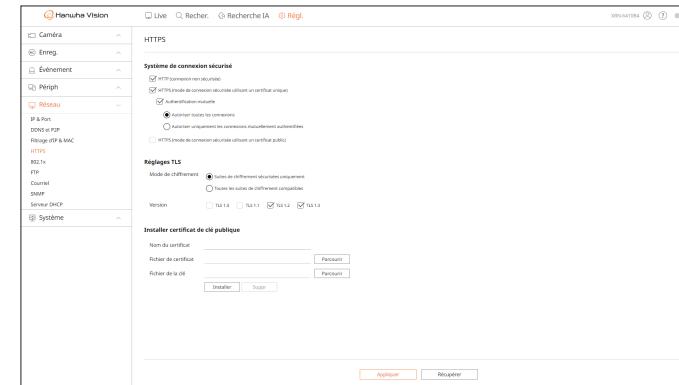 Hanwha Vision
Live Recher. Recherche IA Régl.
XRN-6410B4
Caméra
Enreg.
Événement
Périph
Réseau
IP & Port
DDNS et P2P
Filtrage d'IP & MAC
HTTPS
802.1x
FTP
Courriel
SNMP
Serveur DHCP
Système
HTTPS
Système de connexion sécurisé
HTTP (connexion non sécurisée)
HTTPS (mode de connexion sécurisée utilisant un certificat unique)
Authentification mutuelle
Autoriser toutes les connexions
Autoriser uniquement les connexions mutuellement authentifiées
HTTPS (mode de connexion sécurisée utilisant un certificat public)
Réglages TLS
Mode de chiffrement
Suites de chiffrement sécurisées uniquement
Toutes les suites de chiffrement compatibles
Version TLS 1.0 TLS 1.1 TLS 1.2 TLS 1.3
Installer certificat de clé publique
Nom du certificat
Fichier de certificat Parcourir
Fichier de la clé Parcourir
Installer Suppr
Appliquer Récupérer